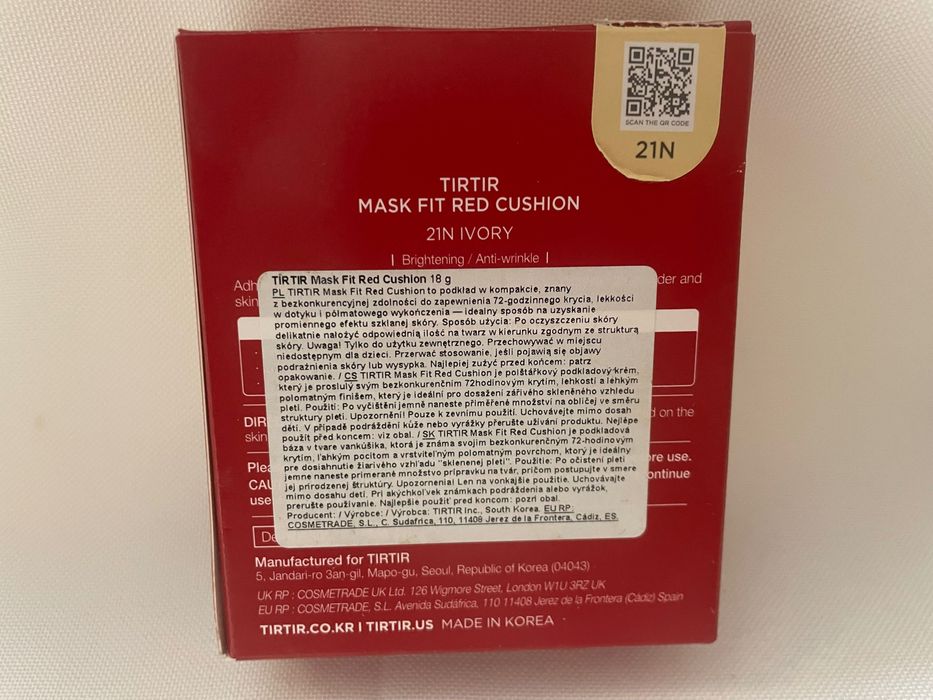 SCAN THE QR CODE
21N
TIRTIR
MASK FIT RED CUSHION
21N IVORY
| Brightening / Anti-wrinkle |
and
skin
TIRTIR Mask Fit Red Cushion 18 g
PL TIRTIR Mask Fit Red Cushion to podkład w kompakcie, znany
z bezkonkurencyjnej zdolności do zapewnienia 72-godzinnego krycia, lekkości
w dotyku i półmatowego wykończenia — idealny sposób na uzyskanie
promiennego efektu szklanej skóry. Sposób użycia: Po oczyszczeniu skóry
delikatnie nałożyć odpowiednią ilość na twarz w kierunku zgodnym ze strukturą
skóry. Uwaga! Tylko do użytku zewnętrznego. Przechowywać w miejscu
niedostępnym dla dzieci. Przerwać stosowanie, jeśli pojawią się objawy
podrażnienia skóry lub wysypka. Najlepiej zużyć przed końcem: patrz
opakowanie. / CS TIRTIR Mask Fit Red Cushion je polštářový podkladový krém,
který je proslulý svým bezkonkurenčním 72hodinovým krytím, lehkostí a lehkým
polomatným finišem, který je ideální pro dosažení zářivého skleněného vzhledu
pleti. Použití: Po vyčištění jemně naneste přiměřené množství na obličej ve směru
struktury pleti. Upozornění! Pouze k zevnímu použití. Uchovávejte mimo dosah
dětí. V případě podráždění kůže nebo vyrážky přerušte užívání produktu. Nejlépe
použít před koncem: viz obal. / SK TIRTIR Mask Fit Red Cushion je podkladová
báza v tvare vankúšika, ktorá je známa svojim bezkonkurenčným 72-hodinovým
krytím, ľahkým pocitom a vrstviteľným polomatným povrchom, ktorý je ideálny
pre dosiahnutie žiarivého vzhľadu "sklenenej pleti". Použitie: Po očistení pleti
jemne naneste primerané množstvo prípravku na tvár, pričom postupujte v smere
jej prirodzenej štruktúry. Upozornenia! Len na vonkajšie použitie. Uchovávajte
mimo dosahu detí. Pri akýchkoľvek známkach podráždenia alebo vyrážok,
prerušte používanie. Najlepšie použiť pred koncom: pozri obal.
Producent: / Výrobce: / Výrobca: TIRTIR Inc., South Korea. EU RP:
COSMETRADE, S.L., C. Sudafrica, 110, 11408 Jerez de la Frontera, Cádiz, ES.
on the
skin
use.
use
Manufactured for TIRTIR
5, Jandari-ro 3an-gil, Mapo-gu, Seoul, Republic of Korea (04043)
UK RP : COSMETRADE UK Ltd. 126 Wigmore Street, London W1U 3RZ UK
EU RP : COSMETRADE, S.L. Avenida Sudáfrica, 110 11408 Jerez de la Frontera (Cádiz) Spain
TIRTIR.CO.KR I TIRTIR.US MADE IN KOREA